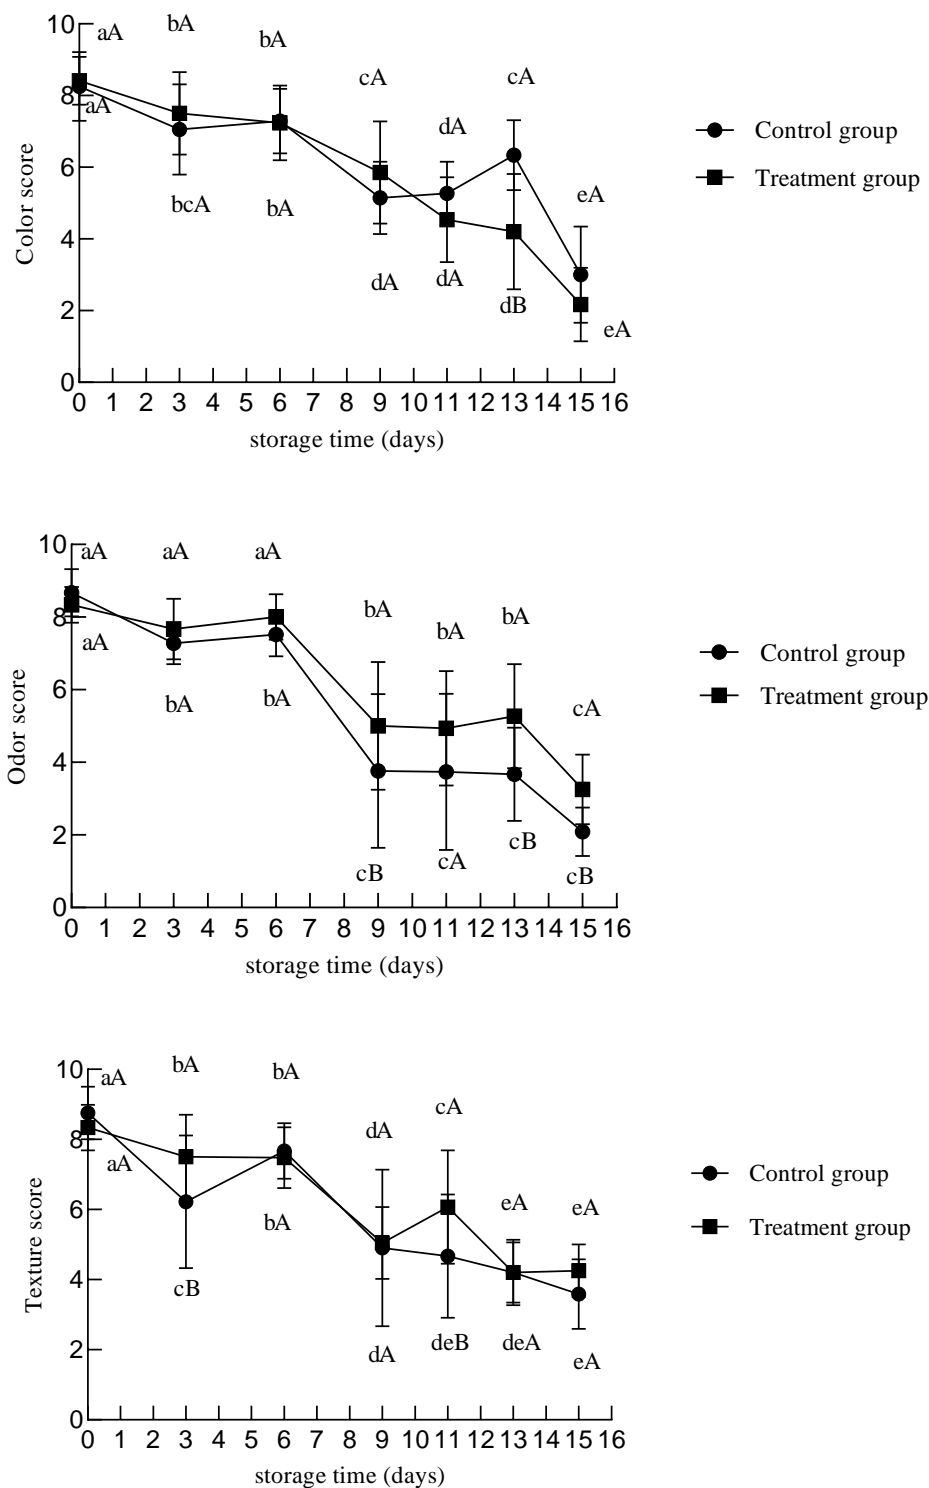 10
aA
bA
bA
cA
cA
8
aA
dA
Control group
6
Treatment group
bcA
bA
eA
Color score
4
dA
dA
dB
2
eA
0
0 1 2 3 4 5 6 7 8 9 10 11 12 13 14 15 16
storage time (days)
10
aA
aA
aA
bA
bA
bA
8
aA
Control group
bA
bA
Treatment group
6
cA
Odor score
4
2
cB
cA
cB
cB
0
0 1 2 3 4 5 6 7 8 9 10 11 12 13 14 15 16
storage time (days)
10
aA
bA
bA
cA
8
aA
dA
Control group
6
bA
eA
eA
Treatment group
Texture score
4
cB
2
dA
deB
deA
eA
0
0 1 2 3 4 5 6 7 8 9 10 11 12 13 14 15 16
storage time (days)